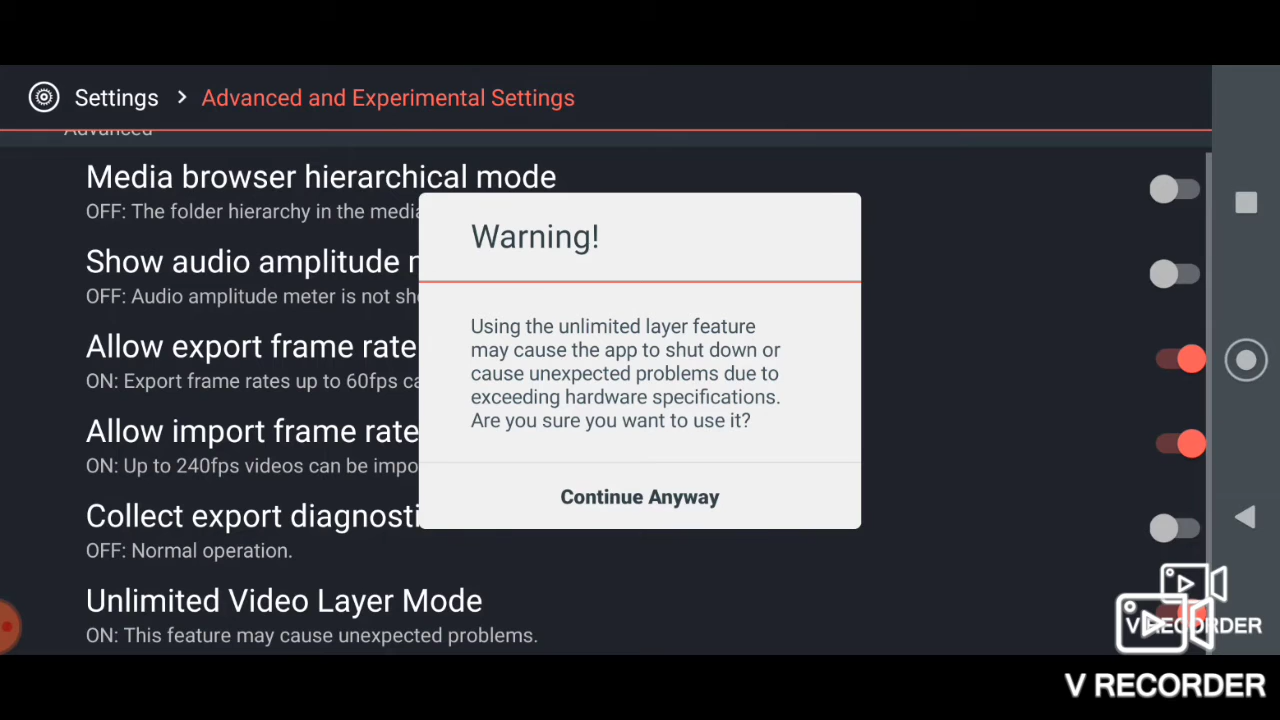 Settings > Advanced and Experimental Settings
Advanced
Media browser hierarchical mode
OFF: The folder hierarchy in the media
Show audio amplitude
OFF: Audio amplitude meter is not sh
Allow export frame rate
ON: Export frame rates up to 60fps ca
Allow import frame rate
ON: Up to 240fps videos can be impo
Collect export diagnosti
OFF: Normal operation.
Unlimited Video Layer Mode
ON: This feature may cause unexpected problems.
Warning!
Using the unlimited layer feature
may cause the app to shut down or
cause unexpected problems due to
exceeding hardware specifications.
Are you sure you want to use it?
Continue Anyway
V RECORDER
V RECORDER